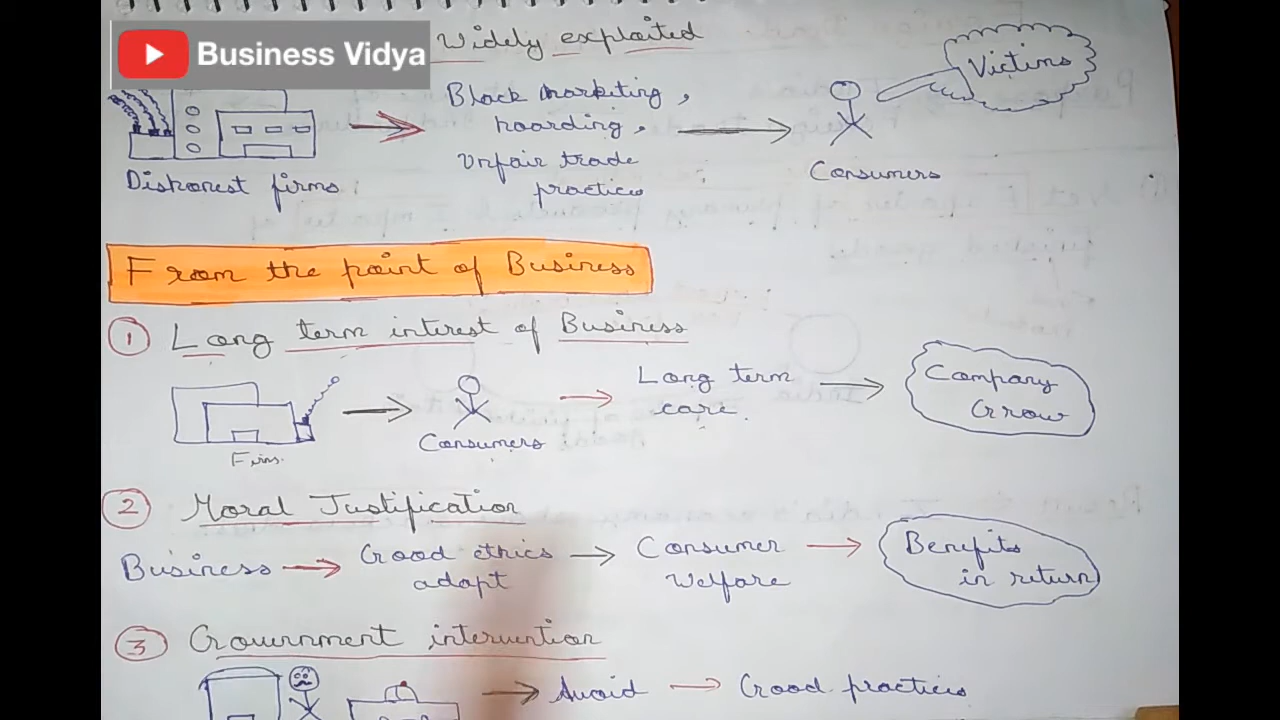 Business Vidya
Widely exploited
Victims
Black marketing,
hoarding,
Unfair trade
practices
Dishonest firms
Consumers
From the point of Business
1 Long term interest of Business
Long term
care
Company
Grow
Consumers
Firm
2 Moral Justification
Business
Good ethics
adopt
Consumer
Welfare
Benefits
in return
3 Government intervention
Avoid
Good practices